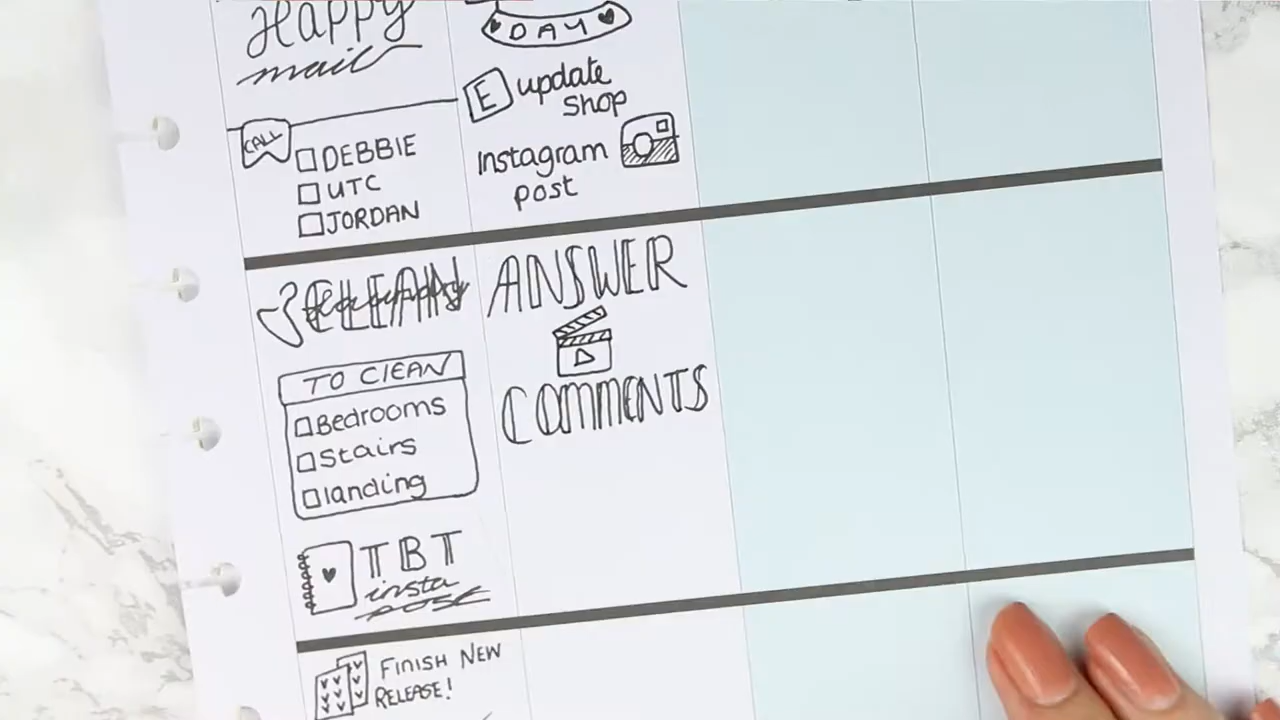 Happy
mail
CALL
DEBBIE
UTC
JORDAN
DAY
E update
Shop
Instagram
post
CLEAN
TO CLEAN
Bedrooms
Stairs
landing
TBT
insta
post
ANSWER
COMMENTS
FINISH NEW
RELEASE!